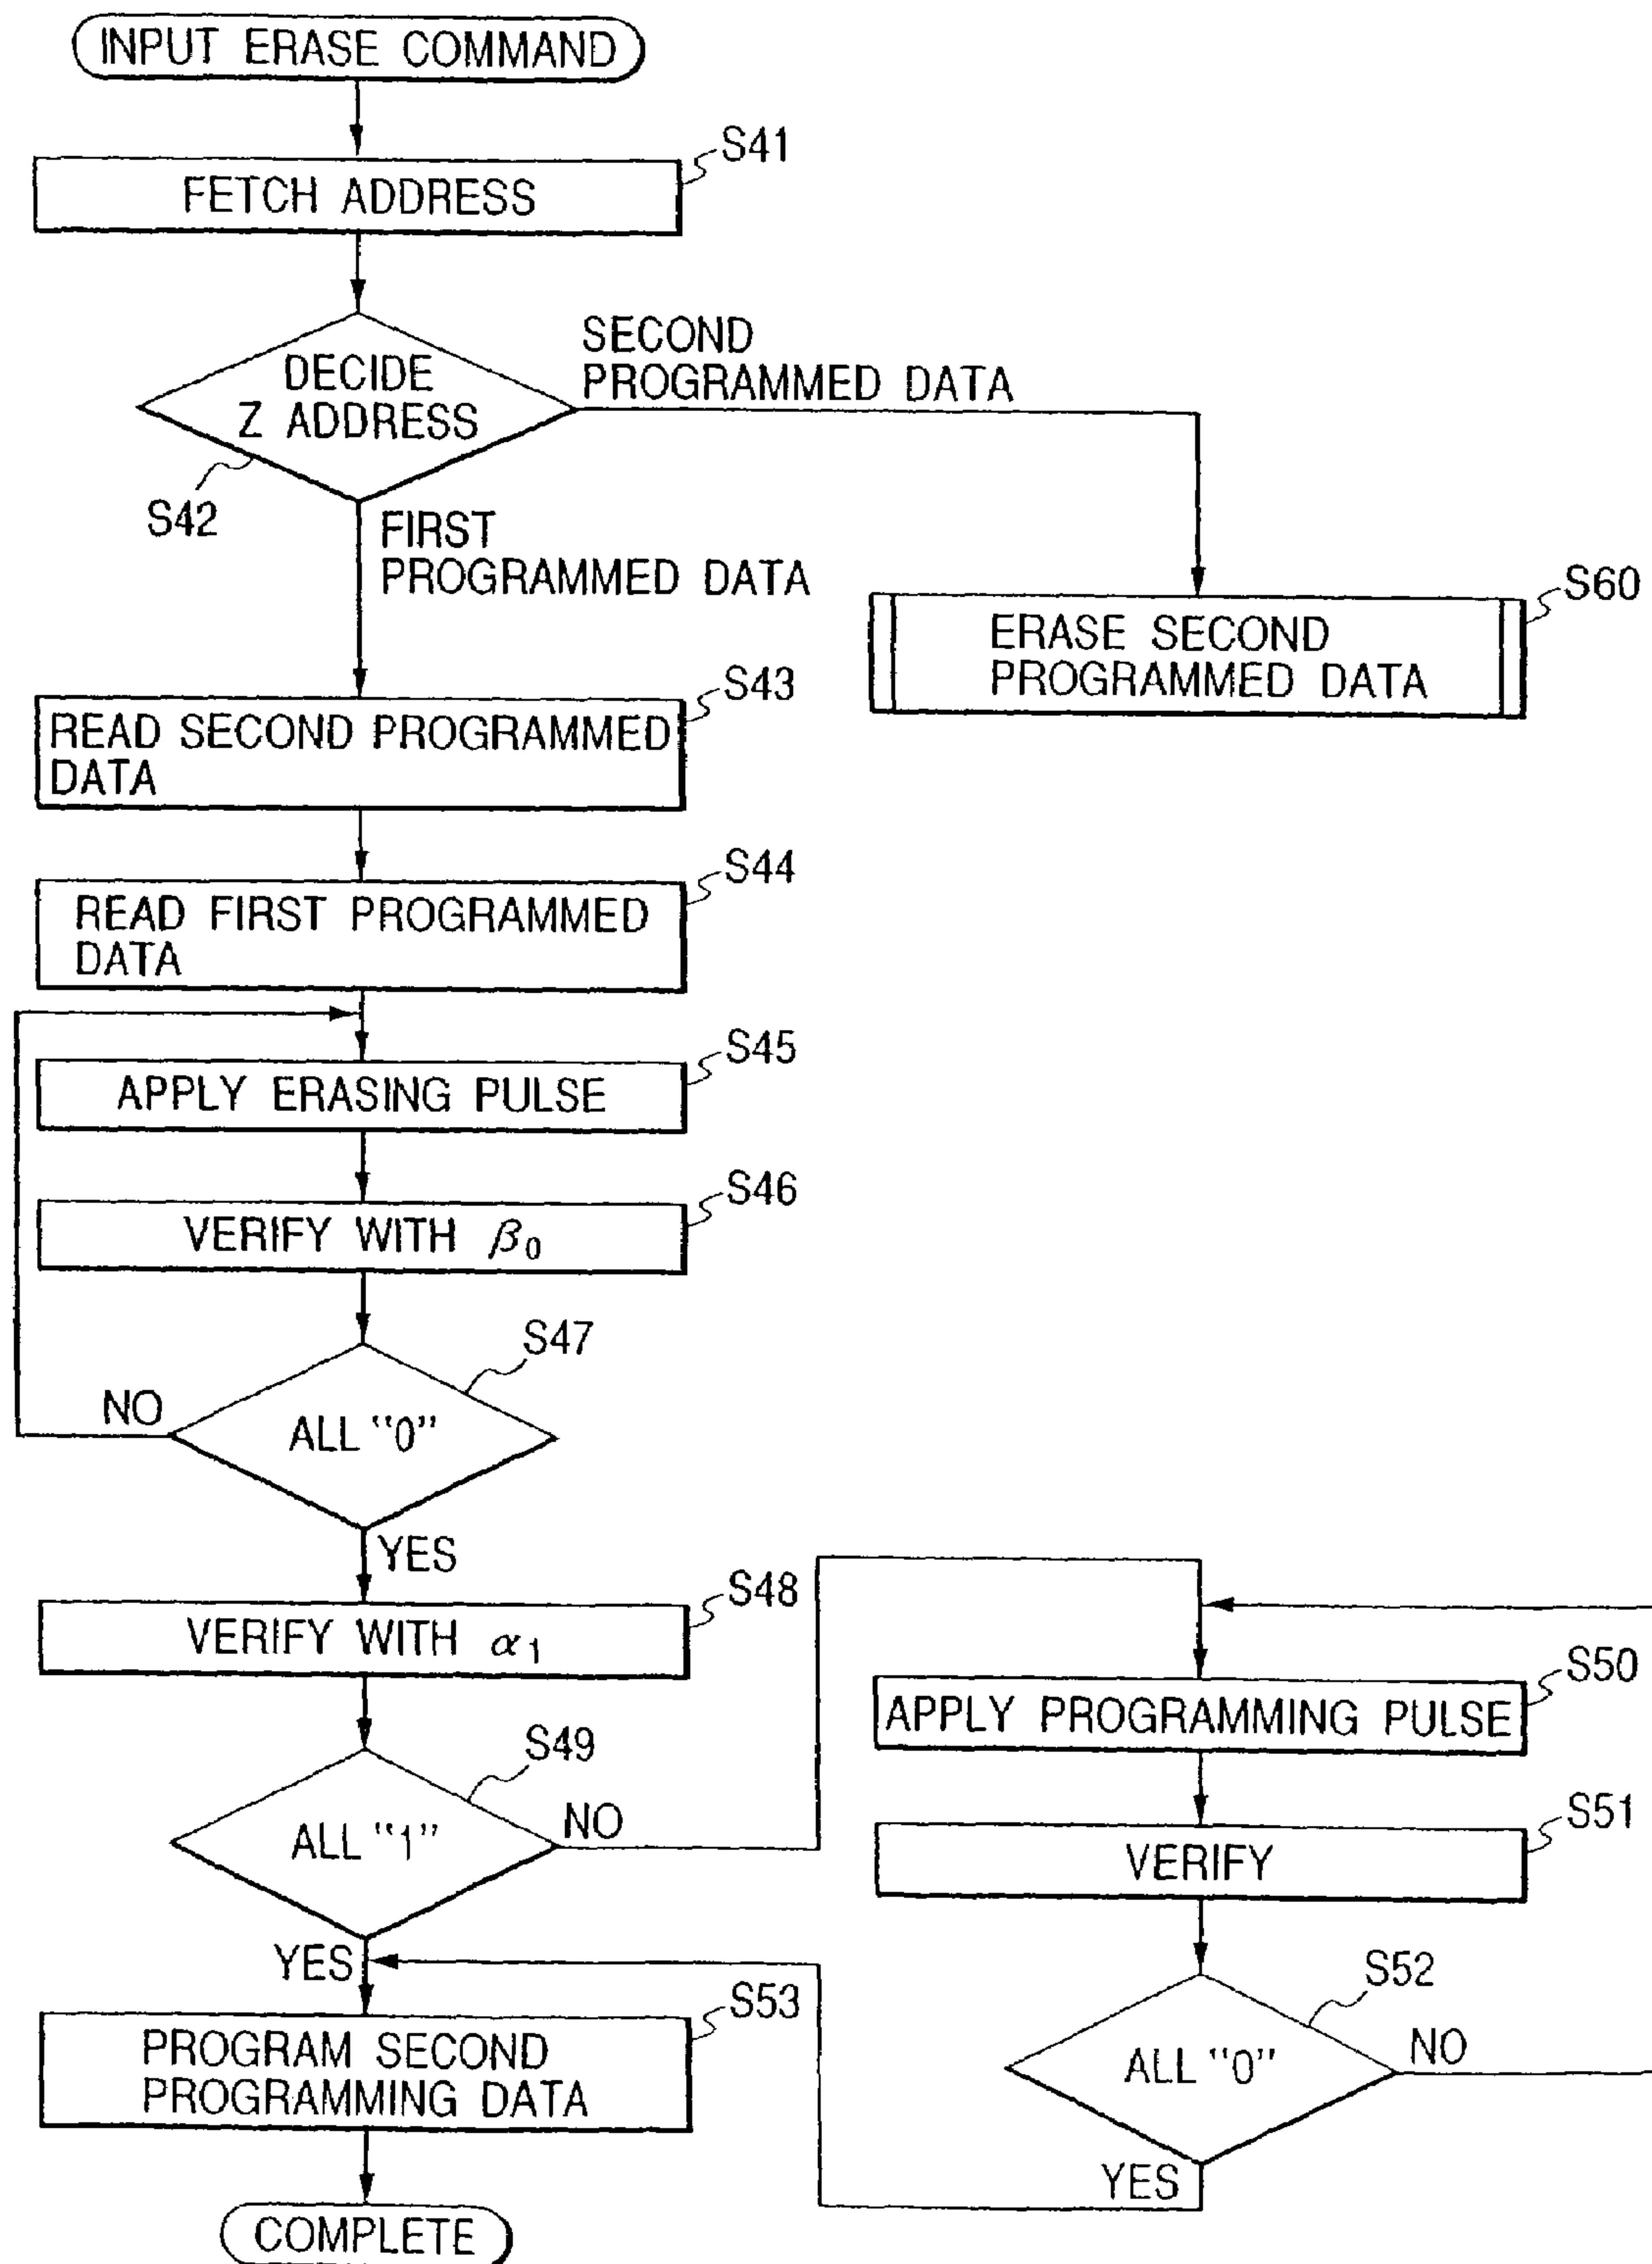 INPUT ERASE COMMAND
S41
FETCH ADDRESS
SECOND
PROGRAMMED DATA
DECIDE
Z ADDRESS
S42
FIRST
PROGRAMMED DATA
S60
ERASE SECOND
PROGRAMMED DATA
S43
READ SECOND PROGRAMMED
DATA
S44
READ FIRST PROGRAMMED
DATA
S45
APPLY ERASING PULSE
S46
VERIFY WITH β₀
S47
NO
ALL "0"
YES
S48
VERIFY WITH α₁
S49
ALL "1"
NO
S50
APPLY PROGRAMMING PULSE
S51
VERIFY
S52
ALL "0"
NO
YES
YES
S53
PROGRAM SECOND
PROGRAMMING DATA
COMPLETE